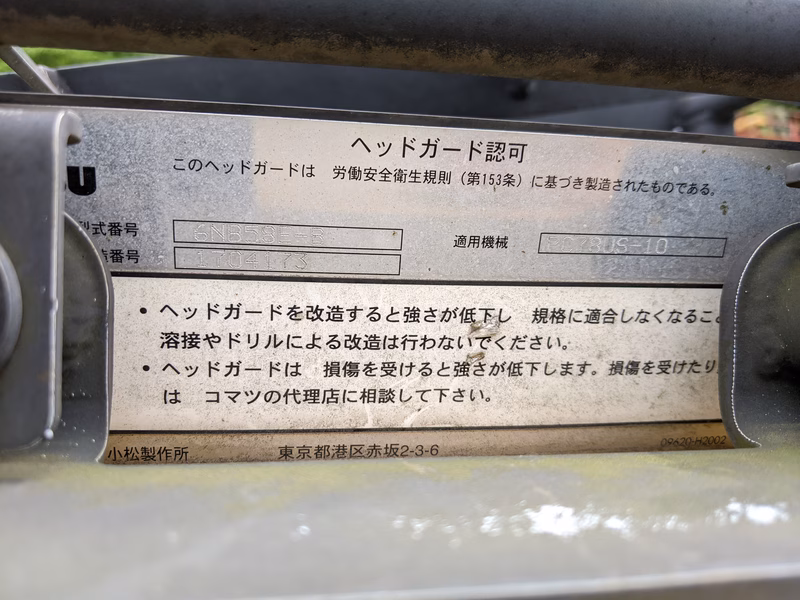 U
ヘッドガード認可
このヘッドガードは 労働安全衛生規則(第153条)に基づき製造されたものである。
型式番号
適用機械 US-10
番号 1T04173
• ヘッドガードを改造すると強さが低下し 規格に適合しなくなるこ
溶接やドリルによる改造は行わないでください。
• ヘッドガードは 損傷を受けると強さが低下します。損傷を受けたり
は コマツの代理店に相談して下さい。
小松製作所 東京都港区赤坂2-3-6 09620-H2002